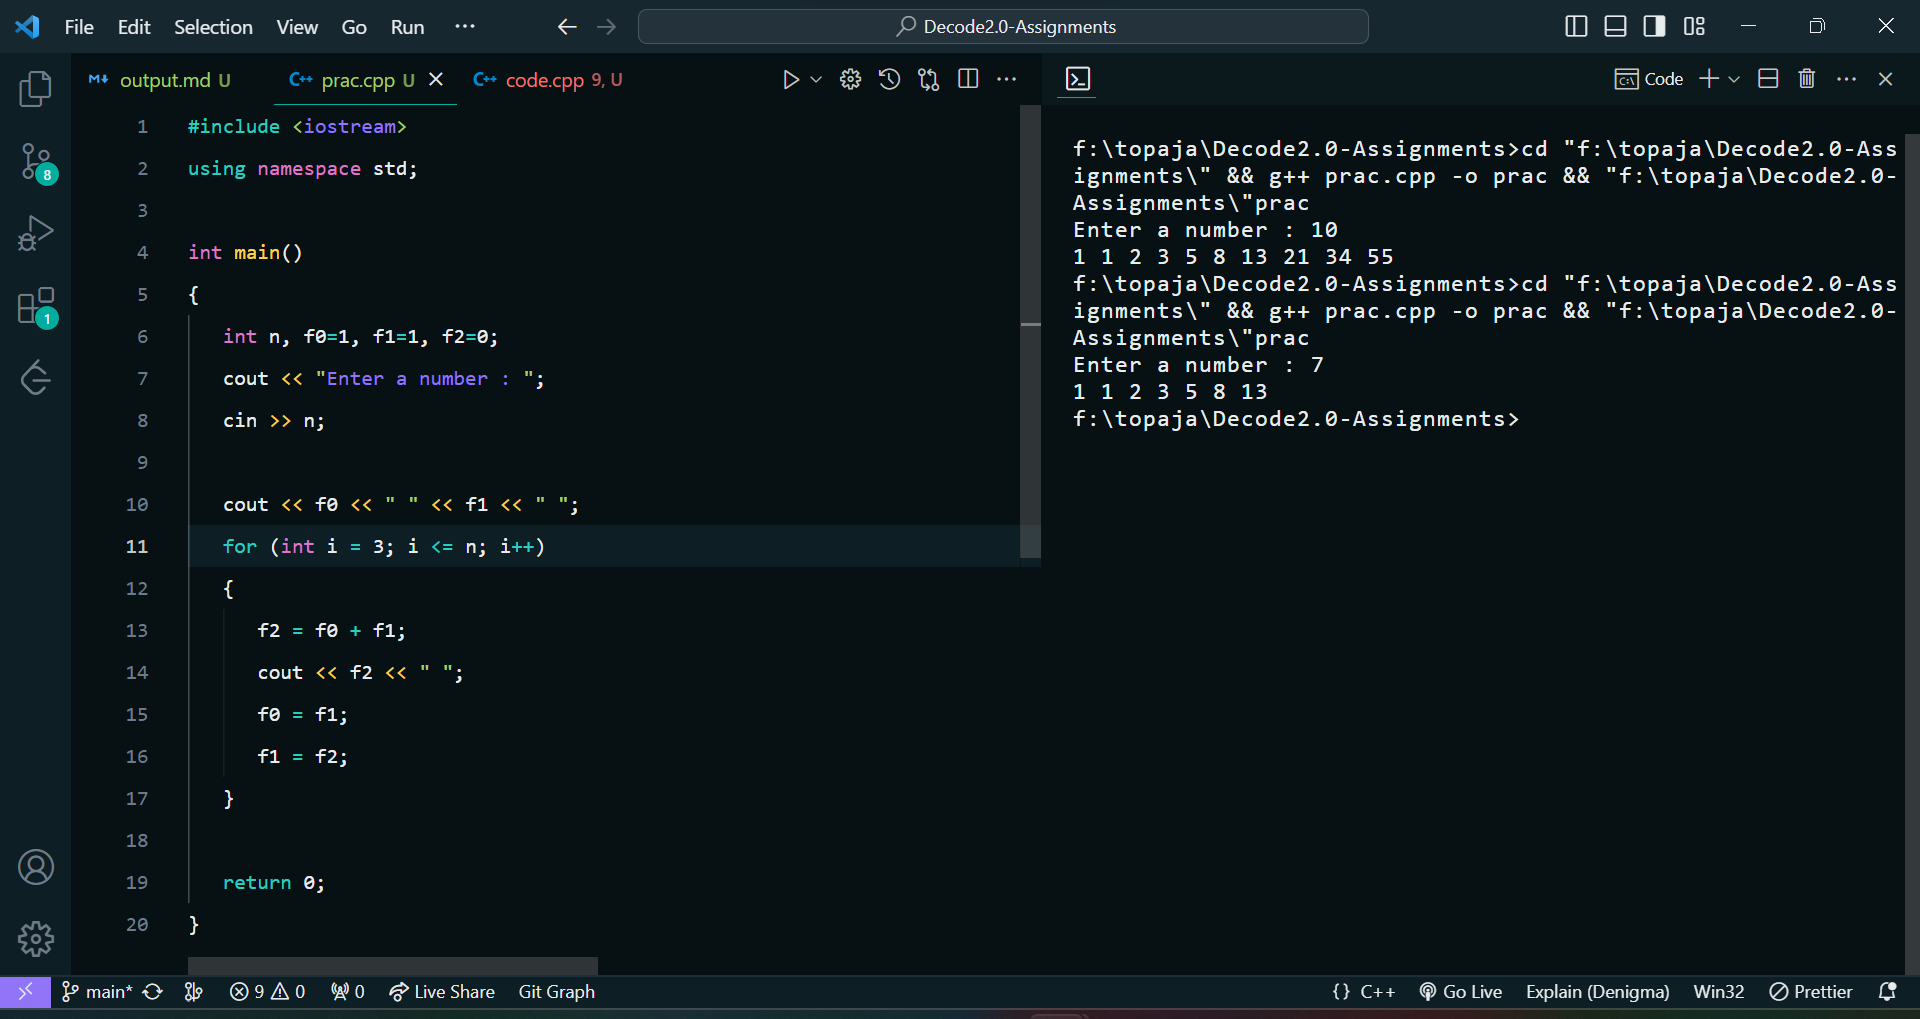 File Edit Selection View Go Run ··· Decode2.0-Assignments
output.md U prac.cpp U code.cpp 9, U
Code
1 #include <iostream>
2 using namespace std;
3
4 int main()
5 {
6 int n, f0=1, f1=1, f2=0;
7 cout << "Enter a number : ";
8 cin >> n;
9
10 cout << f0 << " " << f1 << " ";
11 for (int i = 3; i <= n; i++)
12 {
13 f2 = f0 + f1;
14 cout << f2 << " ";
15 f0 = f1;
16 f1 = f2;
17 }
18
19 return 0;
20 }
f:\topaja\Decode2.0-Assignments>cd "f:\topaja\Decode2.0-Ass
ignments\" && g++ prac.cpp -o prac && "f:\topaja\Decode2.0-
Assignments\"prac
Enter a number : 10
1 1 2 3 5 8 13 21 34 55
f:\topaja\Decode2.0-Assignments>cd "f:\topaja\Decode2.0-Ass
ignments\" && g++ prac.cpp -o prac && "f:\topaja\Decode2.0-
Assignments\"prac
Enter a number : 7
1 1 2 3 5 8 13
f:\topaja\Decode2.0-Assignments>
8
1
main* 9 0 0 Live Share Git Graph {} C++ Go Live Explain (Denigma) Win32 Prettier